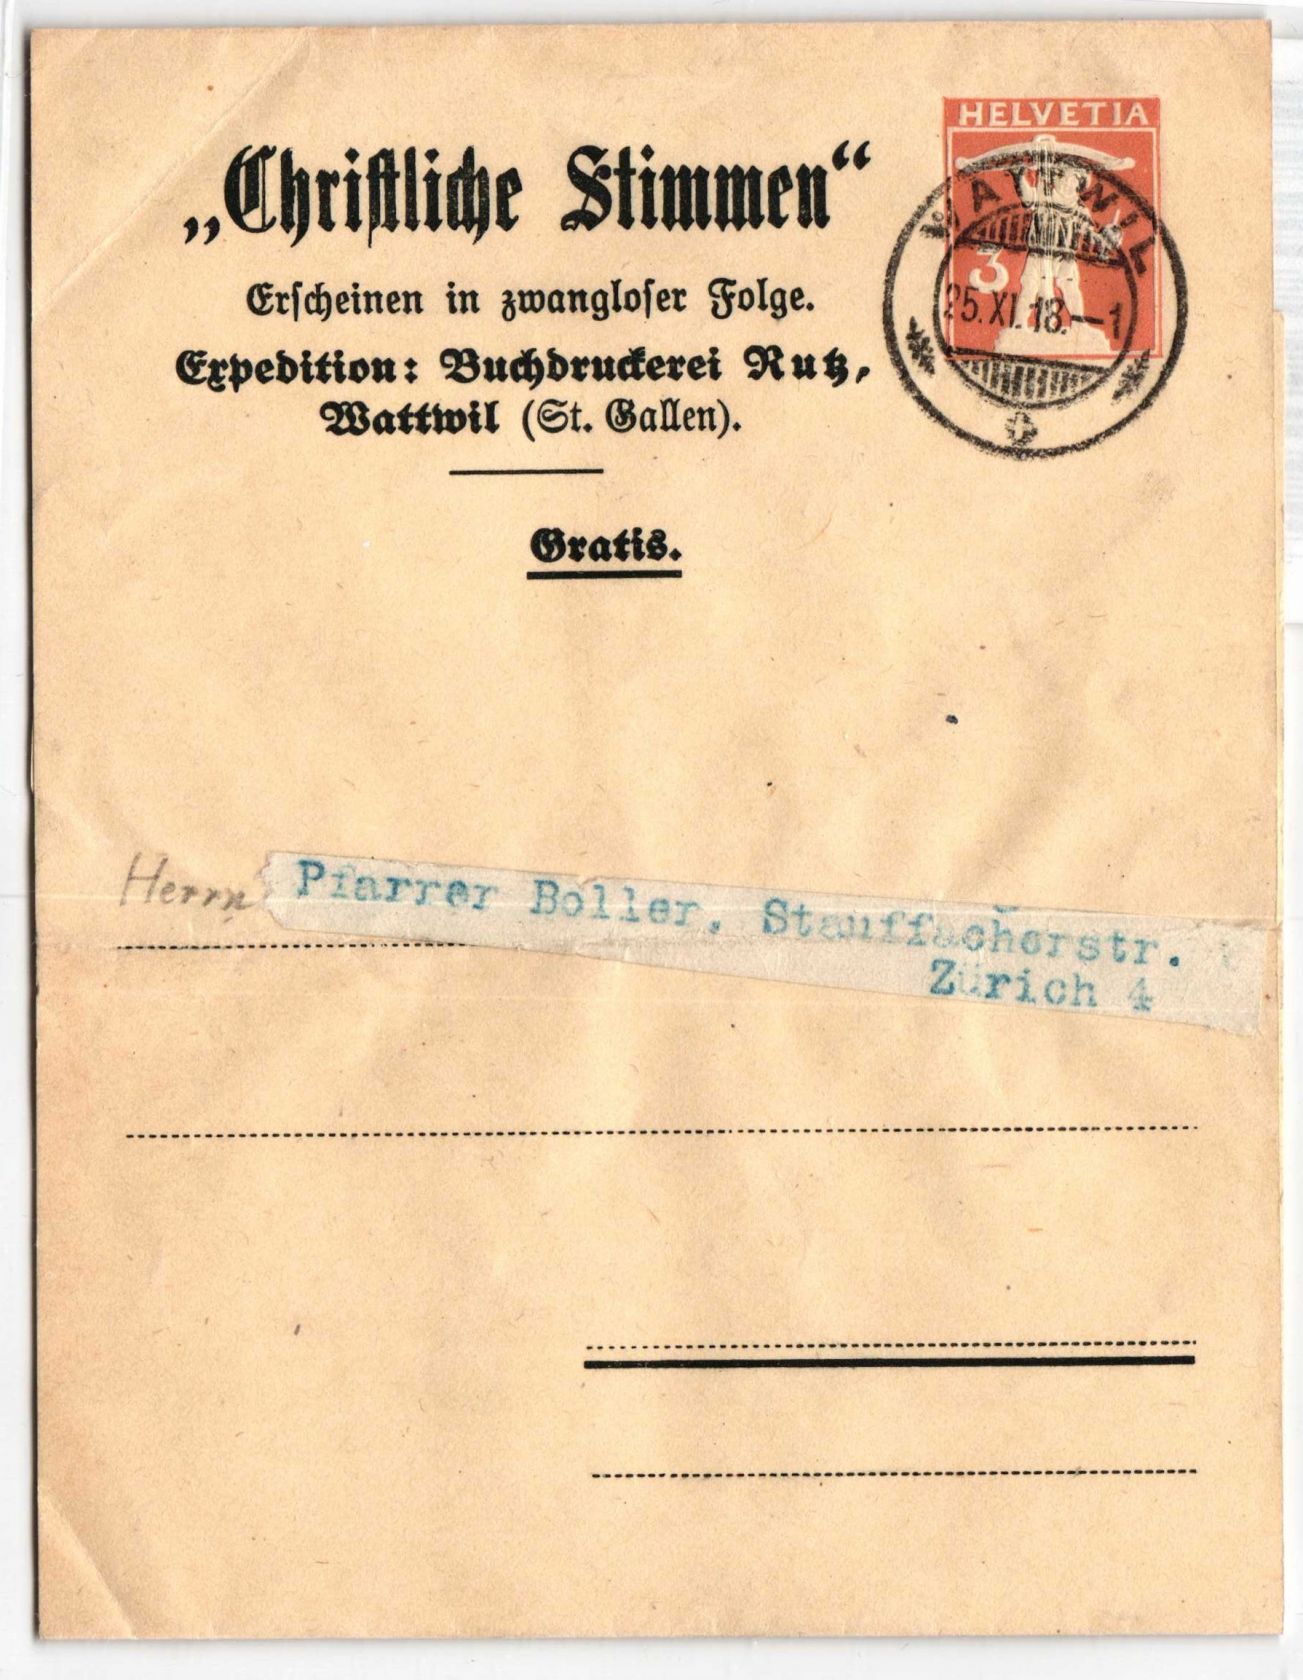 HELVETIA
3
WATTWIL
25.XI.18.—1
„Christliche Stimmen“
Erscheinen in zwangloser Folge.
Expedition: Buchdruckerei Rutz,
Wattwil (St. Gallen).
Gratis.
Herrn Pfarrer Boller, Stauffacherstr.
Zürich 4